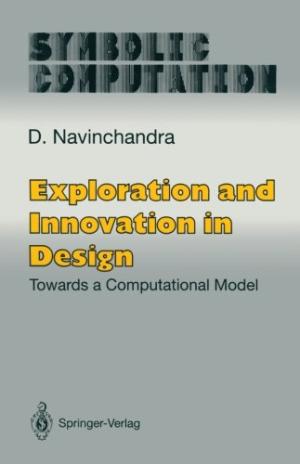 SYMBOLIC
COMPUTATION
D. Navinchandra
Exploration and
Innovation in
Design
Towards a Computational Model
Springer-Verlag